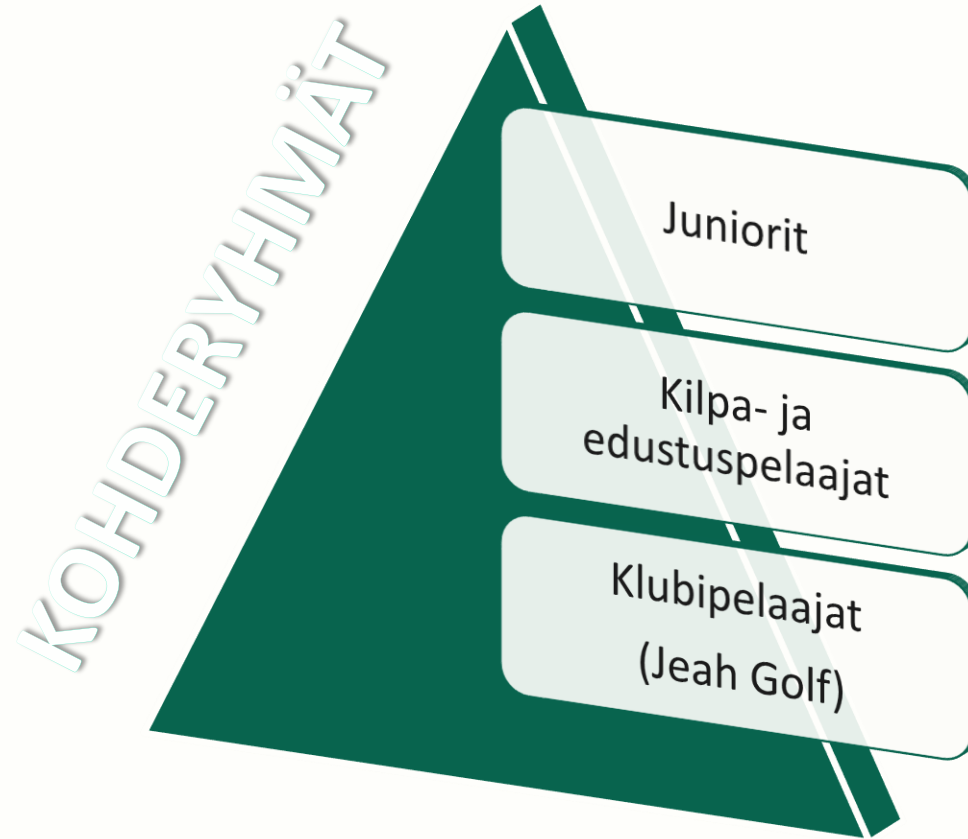 KOHDERYHMÄT
Juniorit
Kilpa- ja
edustuspelaajat
Klubipelaajat
(Jeah Golf)